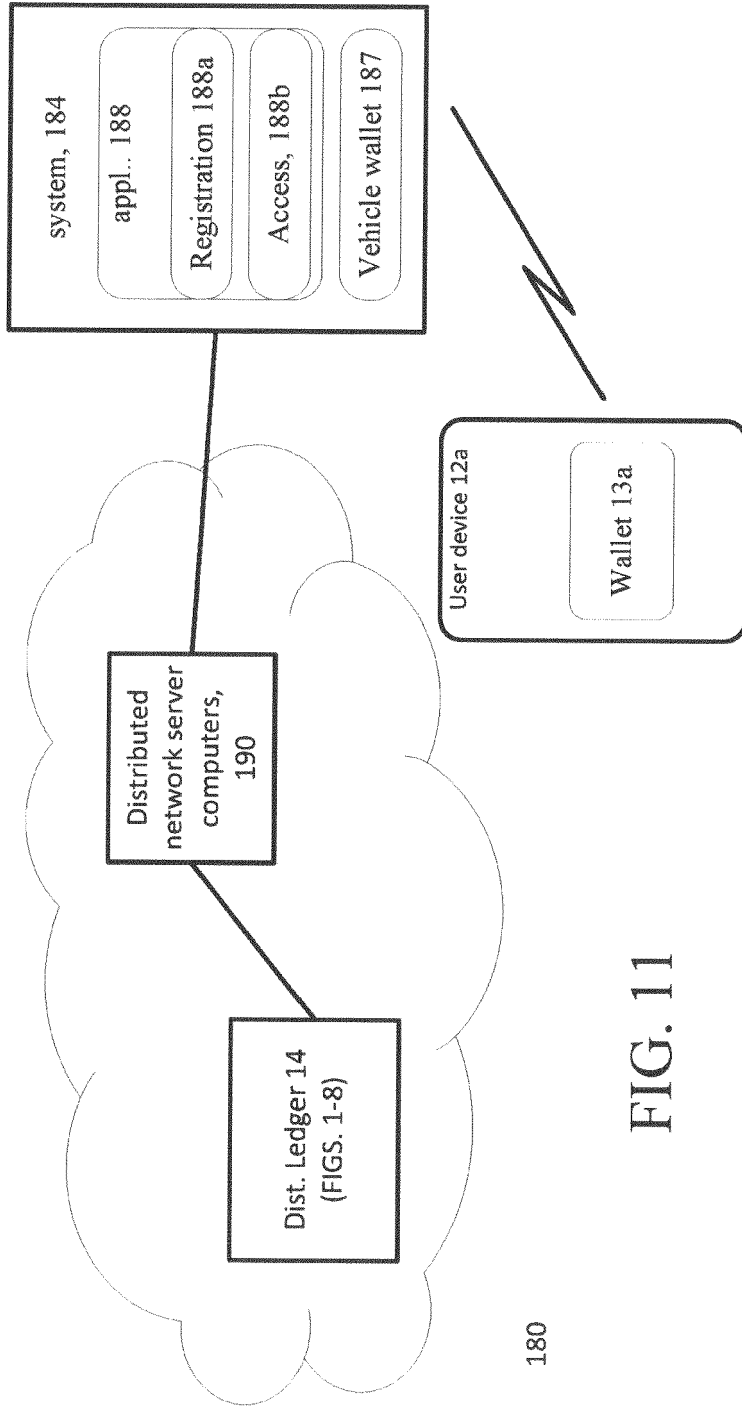 system, 184
appl.. 188
Registration 188a
Access, 188b
Vehicle wallet 187
Distributed
network server
computers,
190
Dist. Ledger 14
(FIGS. 1-8)
User device 12a
Wallet 13a
180
FIG. 11